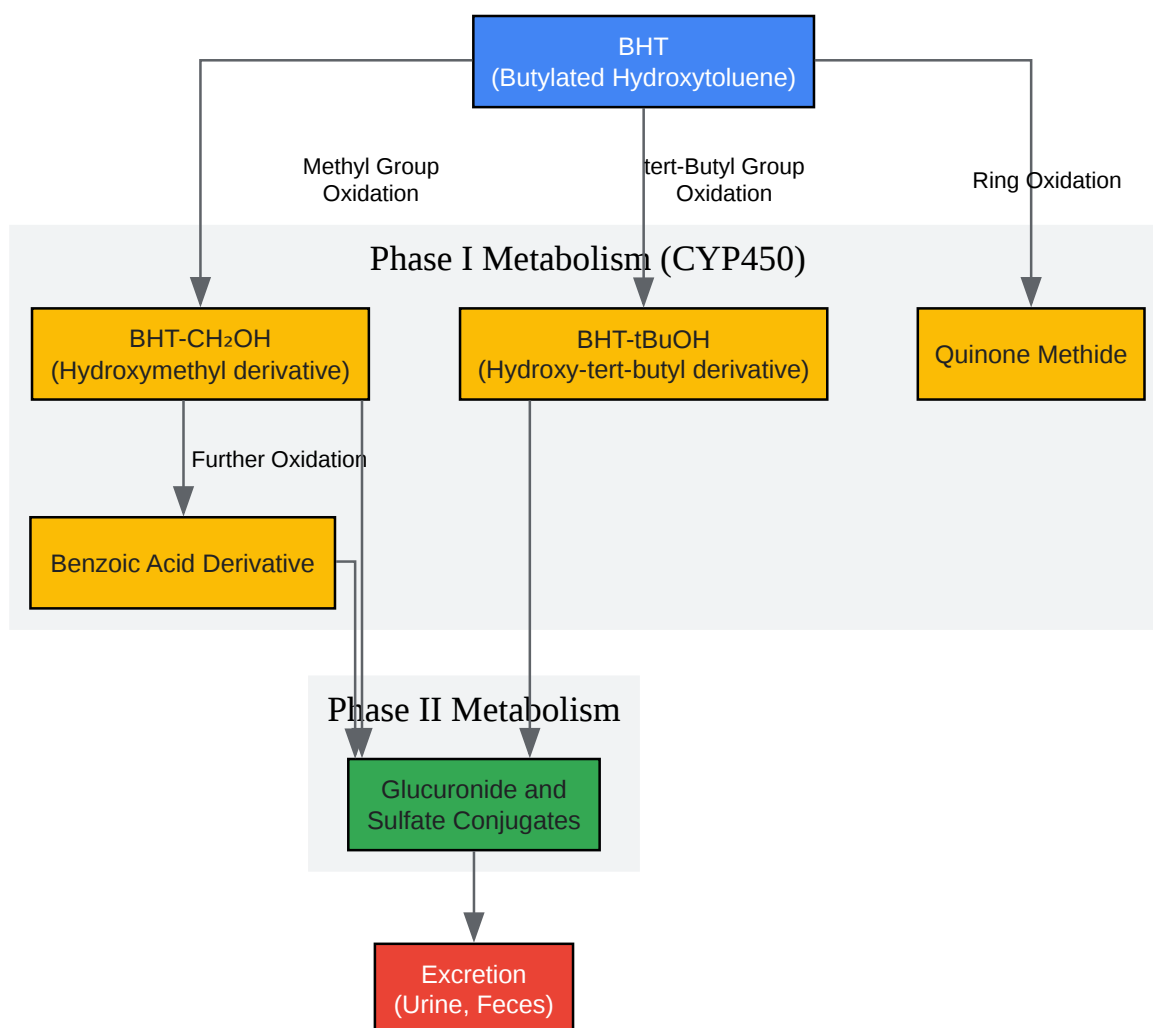 BHT
(Butylated Hydroxytoluene)
Methyl Group
Oxidation
tert-Butyl Group
Oxidation
Ring Oxidation
Phase I Metabolism (CYP450)
BHT-CH₂OH
(Hydroxymethyl derivative)
BHT-tBuOH
(Hydroxy-tert-butyl derivative)
Quinone Methide
Further Oxidation
Benzoic Acid Derivative
Phase II Metabolism
Glucuronide and
Sulfate Conjugates
Excretion
(Urine, Feces)